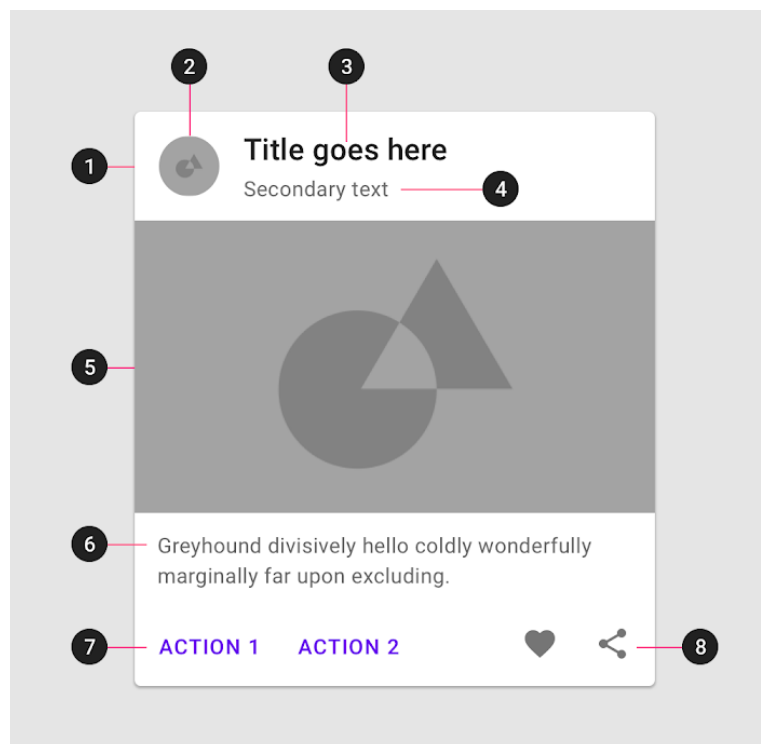 2 3
Title goes here
1
Secondary text 4
5
6 Greyhound divisively hello coldly wonderfully
marginally far upon excluding.
7 ACTION 1 ACTION 2 8